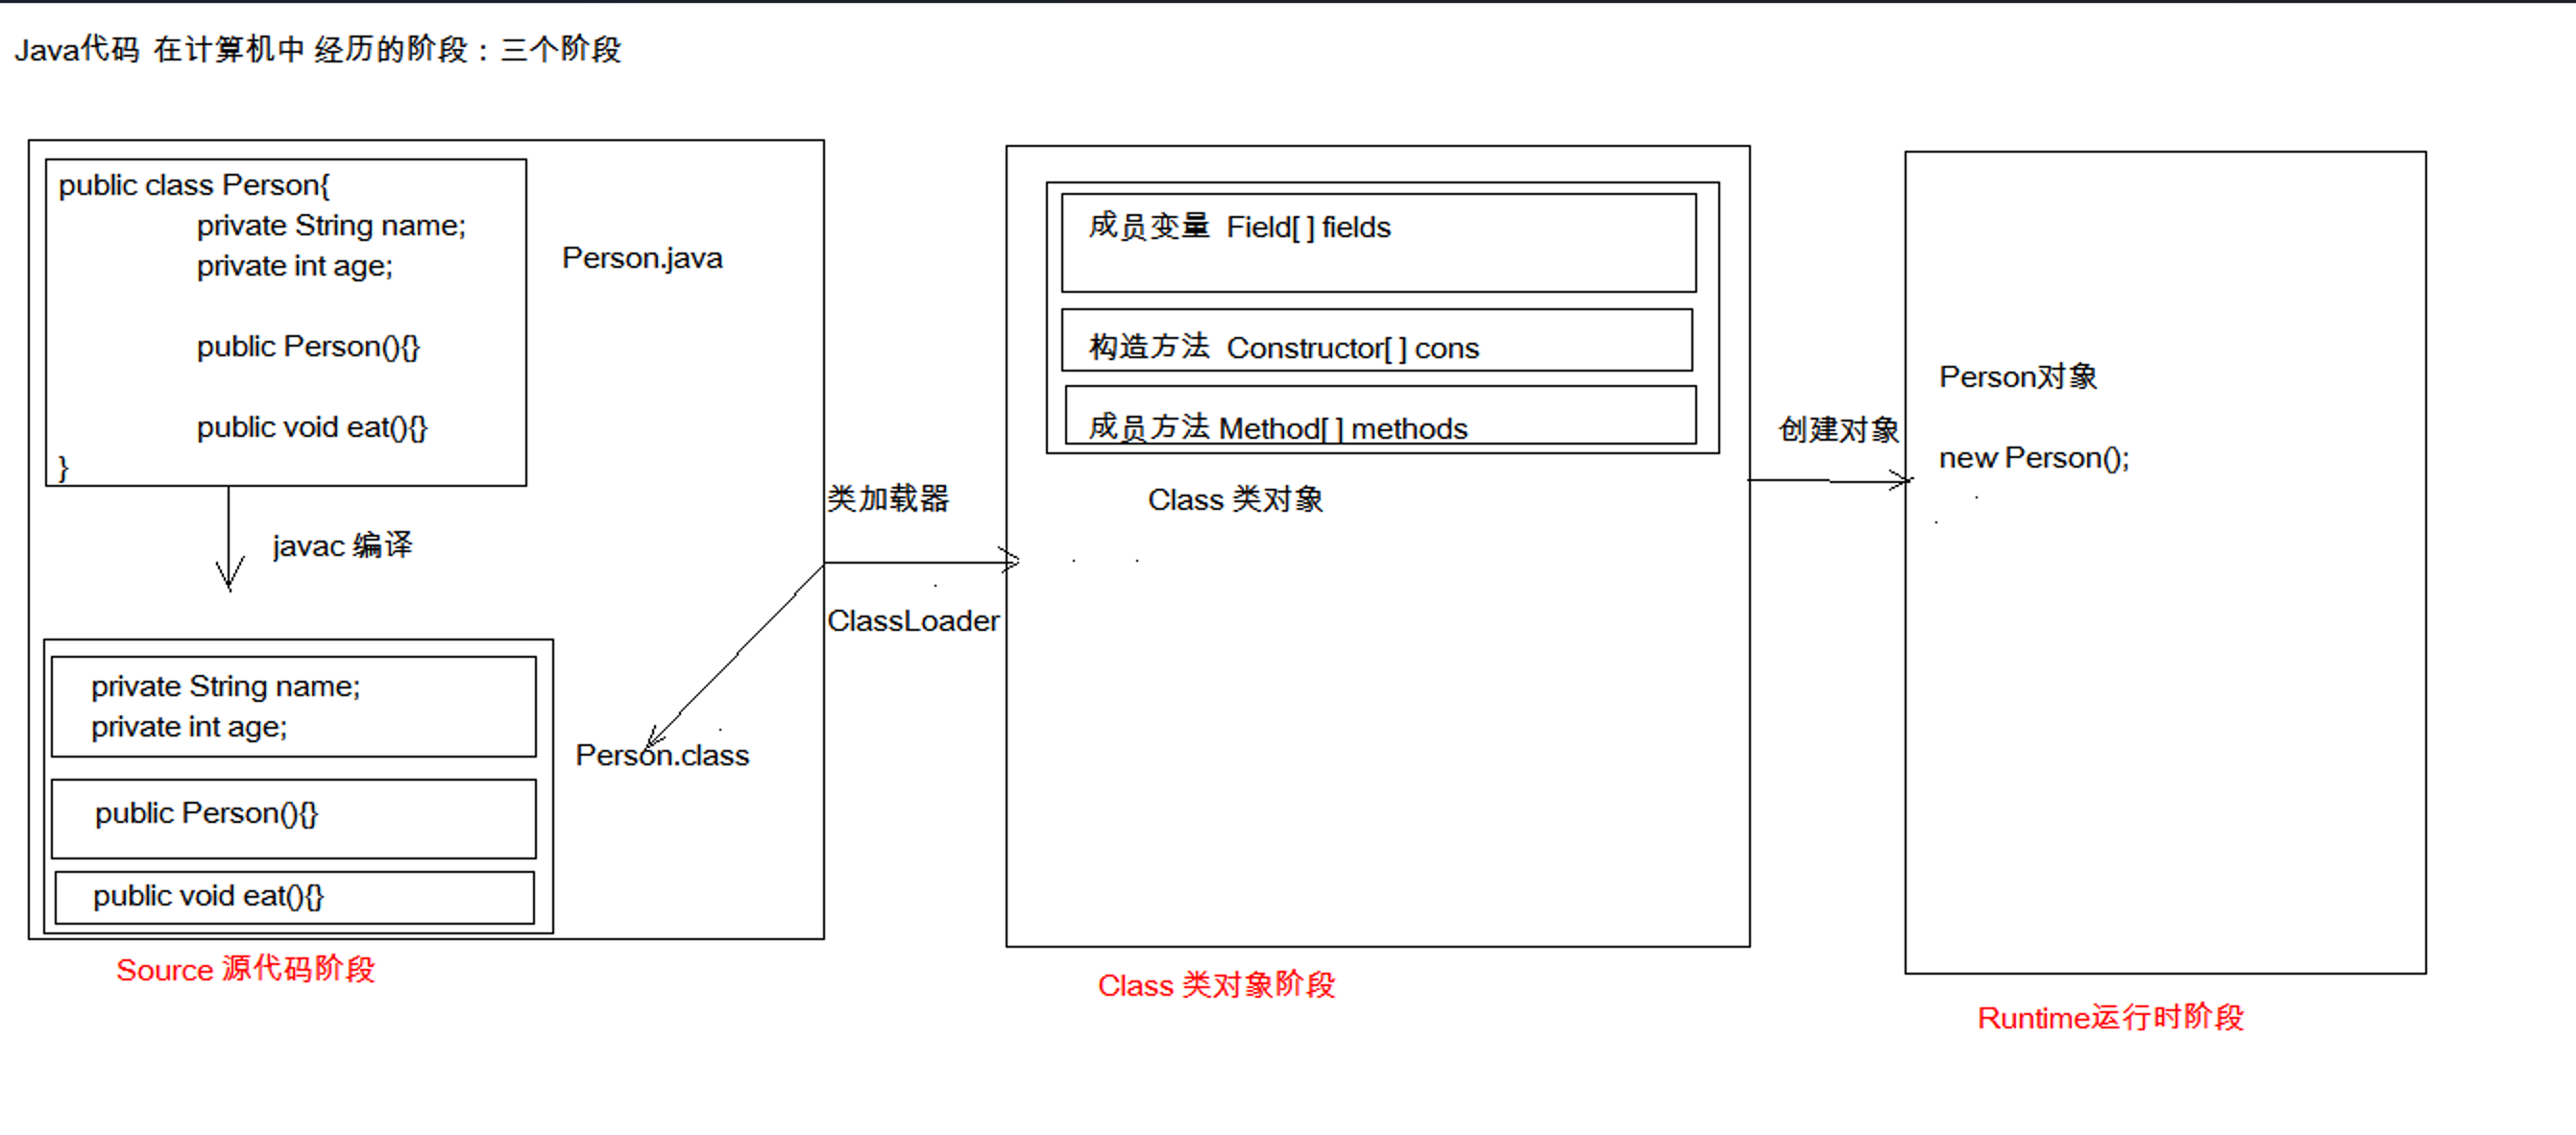 Java代码 在计算机中 经历的阶段：三个阶段
public class Person{
private String name;
private int age;
public Person(){}
public void eat(){}
}
Person.java
javac 编译
private String name;
private int age;
public Person(){}
public void eat(){}
Person.class
Source 源代码阶段
类加载器
ClassLoader
成员变量 Field[ ] fields
构造方法 Constructor[ ] cons
成员方法 Method[ ] methods
Class 类对象
Class 类对象阶段
创建对象
Person对象
new Person();
Runtime运行时阶段